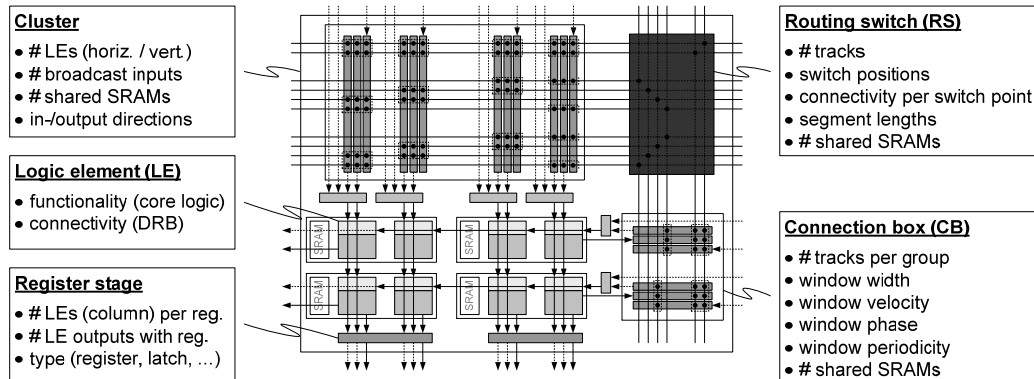 Cluster
• # LEs (horiz. / vert.)
• # broadcast inputs
• # shared SRAMs
• in-/output directions
Logic element (LE)
• functionality (core logic)
• connectivity (DRB)
Register stage
• # LEs (column) per reg.
• # LE outputs with reg.
• type (register, latch, …)
SRAM
SRAM
SRAM
SRAM
Routing switch (RS)
• # tracks
• switch positions
• connectivity per switch point
• segment lengths
• # shared SRAMs
Connection box (CB)
• # tracks per group
• window width
• window velocity
• window phase
• window periodicity
• # shared SRAMs